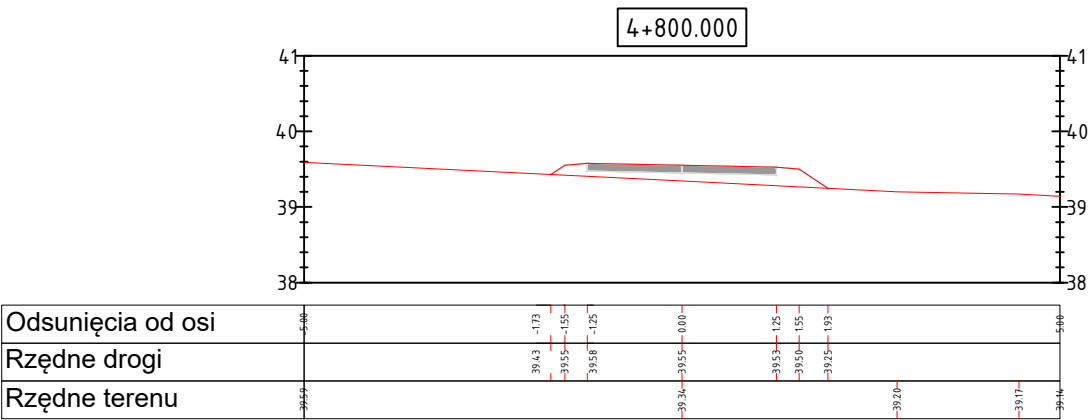 4+800.000
41 41
40 40
39 39
38 38
Odsunięcia od osi -5.00 -1.73 -1.55 -1.25 0.00 1.25 1.55 1.93 5.00
Rzędne drogi 39.43 39.55 39.58 39.55 39.53 39.50 39.25
Rzędne terenu 39.59 39.34 39.20 39.17 39.14